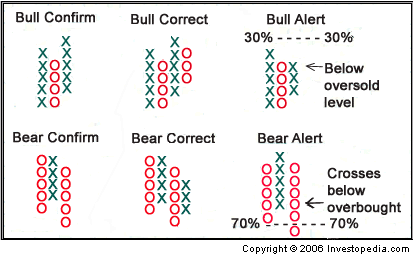 Bull Confirm
Bull Correct
Bull Alert
30% ------ 30%
Below
oversold
level
Bear Confirm
Bear Correct
Bear Alert
Crosses
below
overbought
70% ------ 70%
Copyright © 2006 Investopedia.com